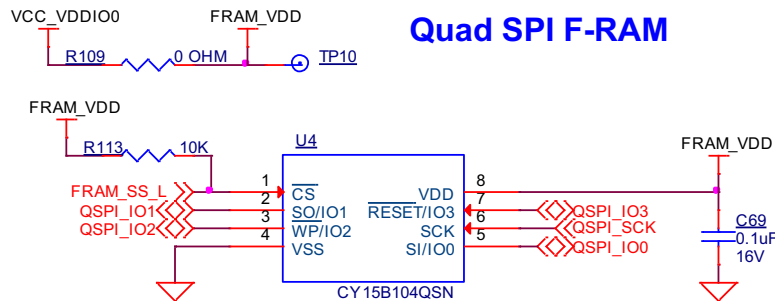 VCC_VDDIO0 FRAM_VDD
Quad SPI F-RAM
R109 0 OHM TP10
FRAM_VDD
R113 10K
U4
FRAM_VDD
FRAM_SS_L 1 CS VDD 8
QSPI_IO1 2 SO/IO1 RESET/IO3 7 QSPI_IO3
QSPI_IO2 3 WP/IO2 SCK 6 QSPI_SCK
4 VSS SI/IO0 5 QSPI_IO0
C69
0.1uF
16V
CY15B104QSN